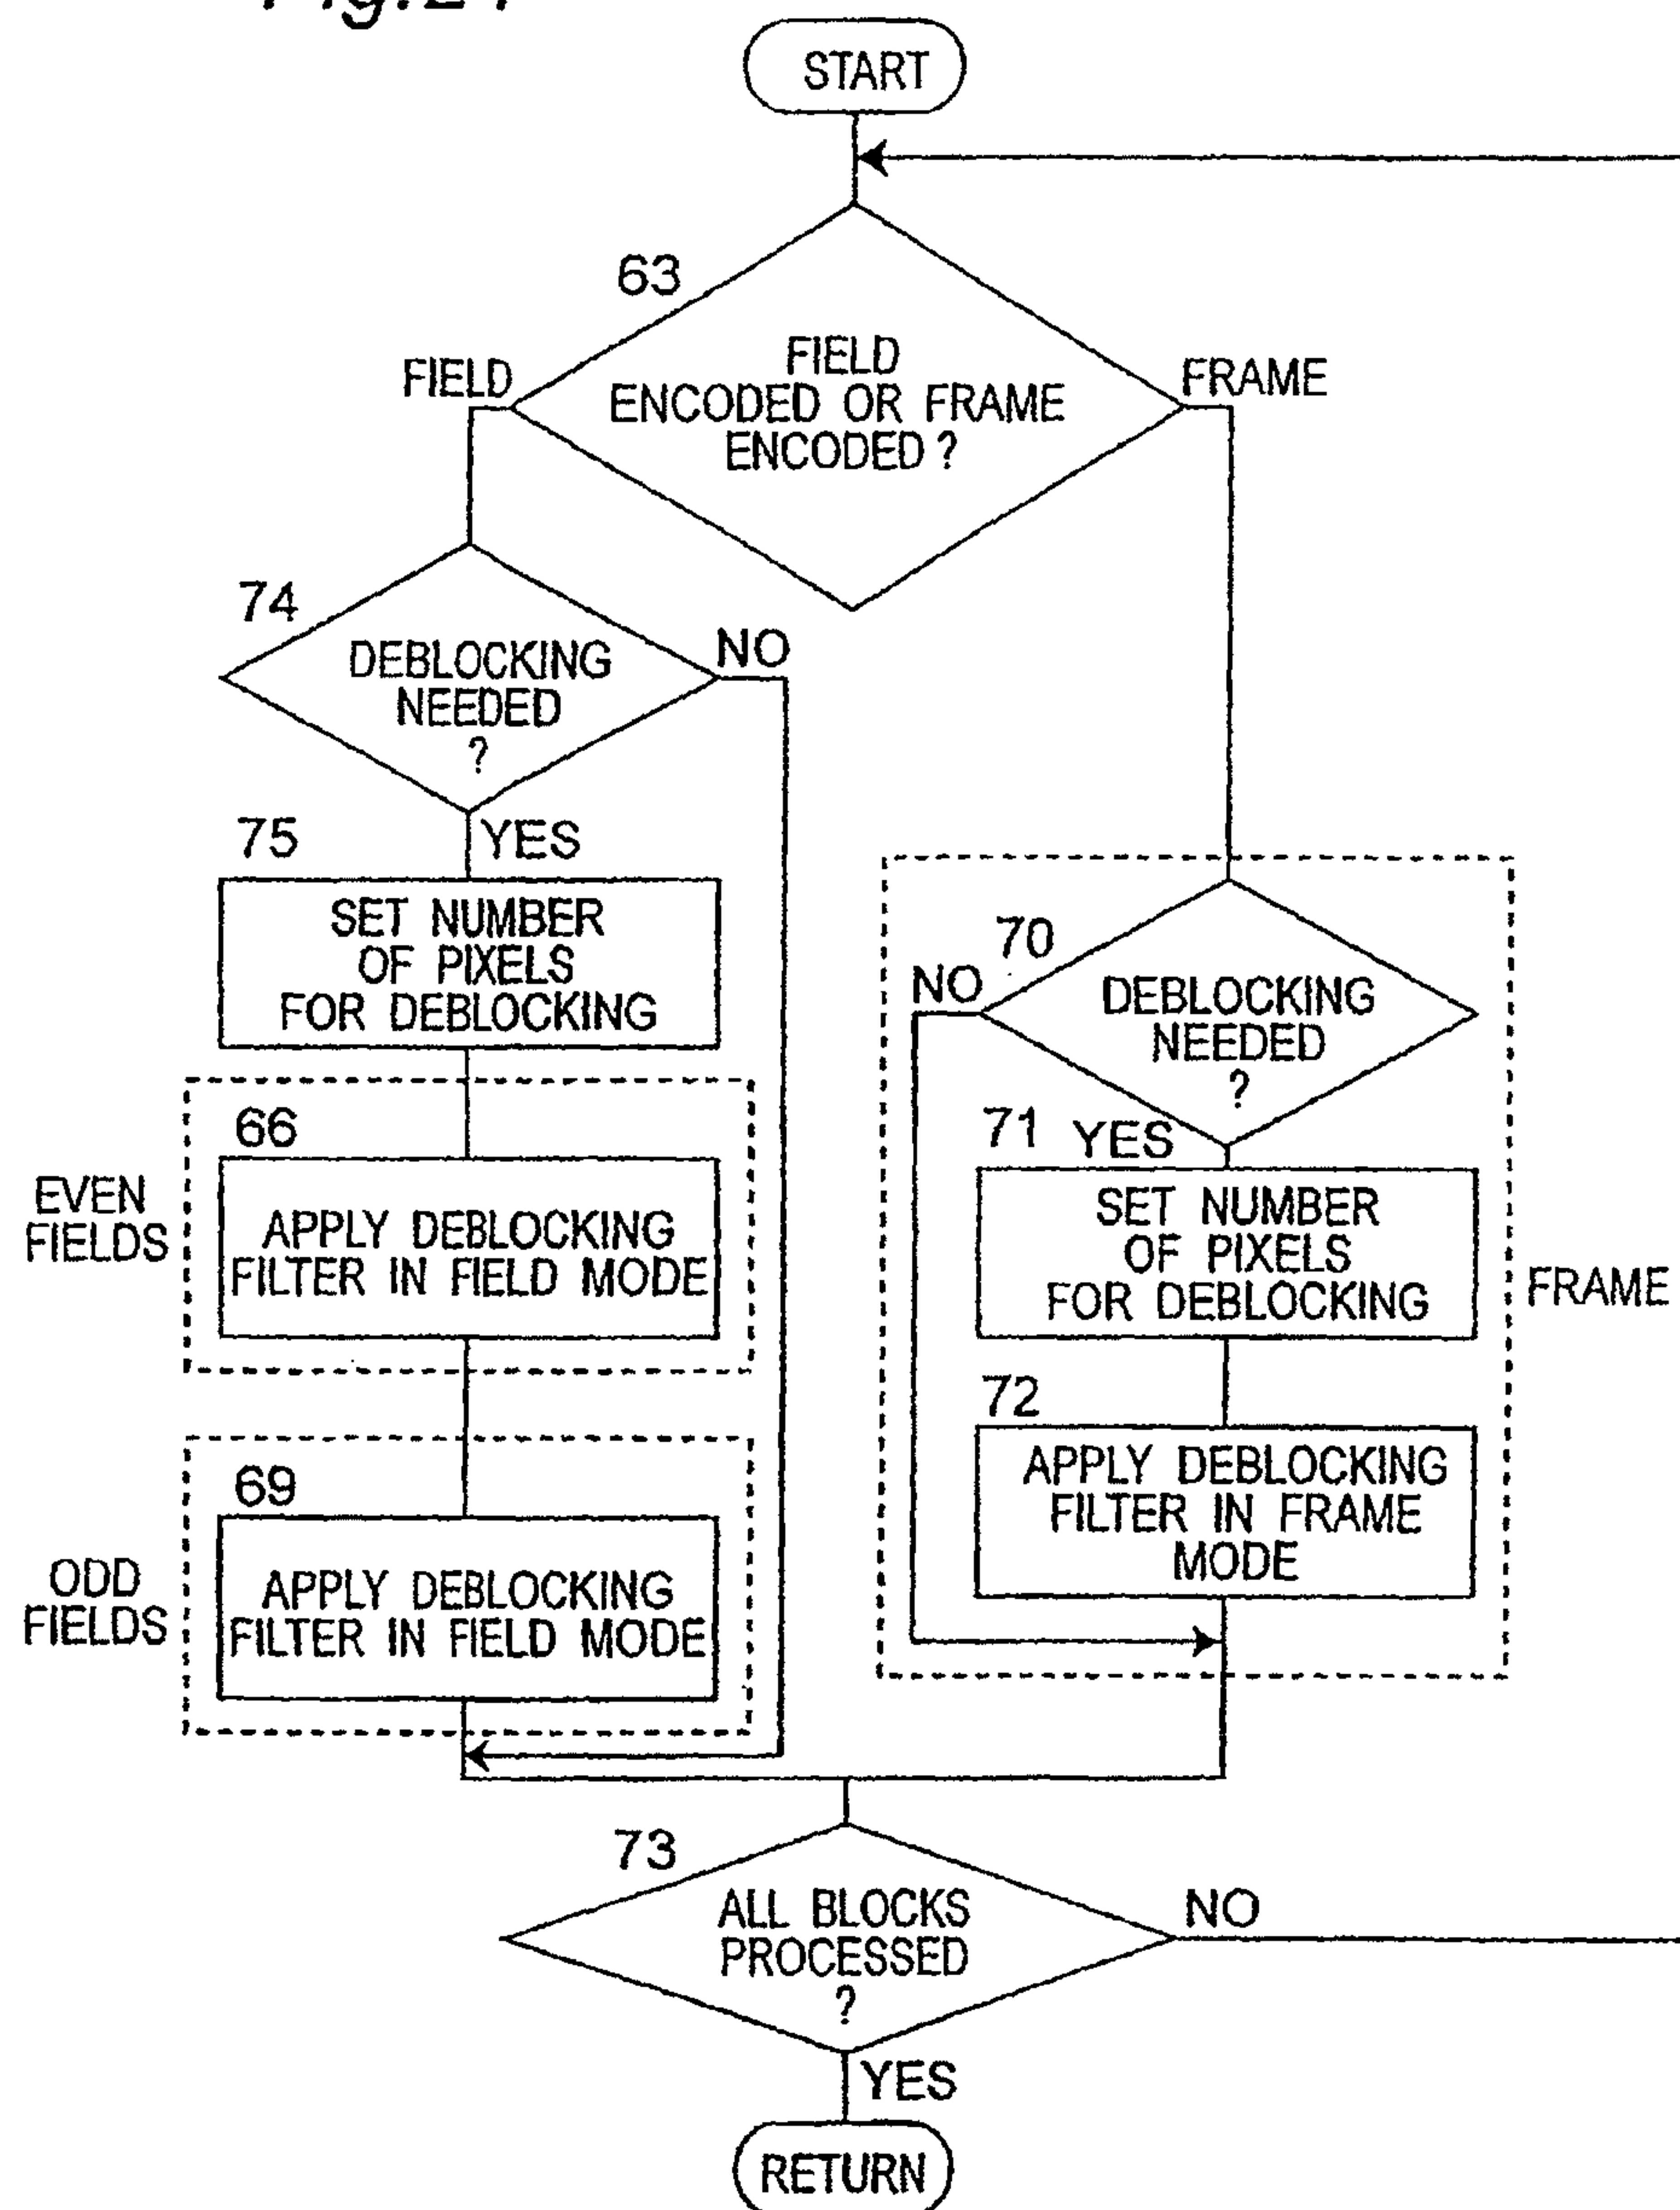 START
63
FIELD
ENCODED OR FRAME
ENCODED ?
FIELD
FRAME
74
DEBLOCKING
NEEDED
?
NO
YES
75
SET NUMBER
OF PIXELS
FOR DEBLOCKING
EVEN
FIELDS
66
APPLY DEBLOCKING
FILTER IN FIELD MODE
ODD
FIELDS
69
APPLY DEBLOCKING
FILTER IN FIELD MODE
70
NO
DEBLOCKING
NEEDED
?
71
YES
SET NUMBER
OF PIXELS
FOR DEBLOCKING
FRAME
72
APPLY DEBLOCKING
FILTER IN FRAME
MODE
73
ALL BLOCKS
PROCESSED
?
NO
YES
RETURN